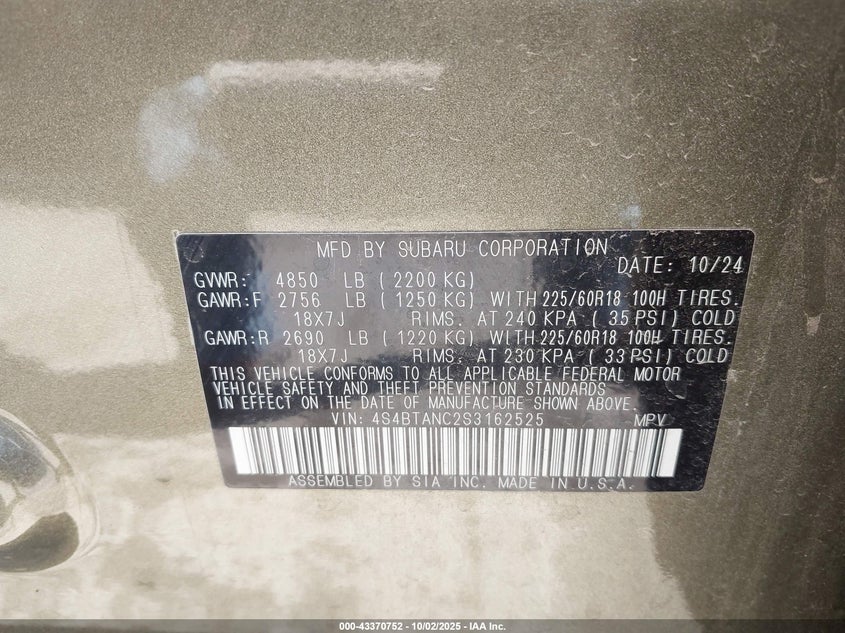 MFD BY SUBARU CORPORATION
DATE: 10/24
GVWR: 4850 LB ( 2200 KG)
GAWR:F 2756 LB ( 1250 KG) WITH 225/60R18 100H TIRES.
18X7J RIMS. AT 240 KPA ( 35 PSI) COLD
GAWR:R 2690 LB ( 1220 KG) WITH 225/60R18 100H TIRES.
18X7J RIMS. AT 230 KPA ( 33 PSI) COLD
THIS VEHICLE CONFORMS TO ALL APPLICABLE FEDERAL MOTOR
VEHICLE SAFETY AND THEFT PREVENTION STANDARDS
IN EFFECT ON THE DATE OF MANUFACTURE SHOWN ABOVE.
VIN: 4S4BTANC2S3162525 MPV
ASSEMBLED BY SIA INC. MADE IN U.S.A.
000-43370752 - 10/02/2025 - IAA Inc.